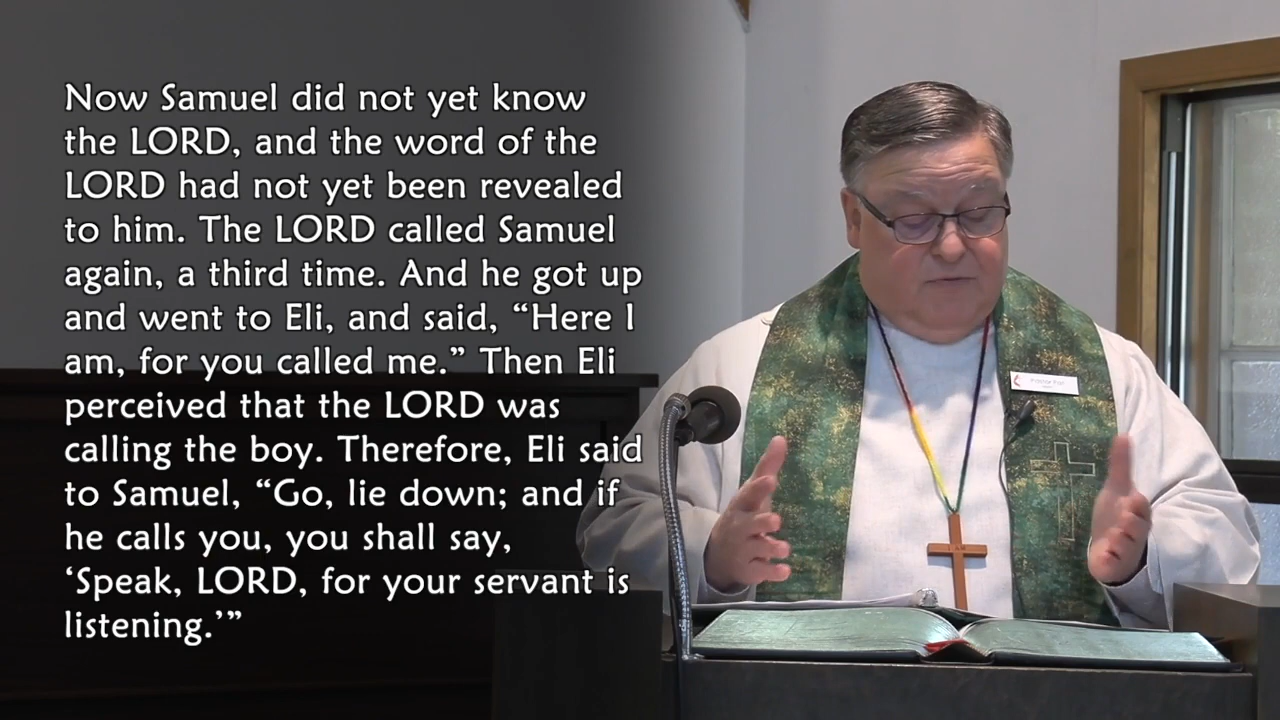 Now Samuel did not yet know
the LORD, and the word of the
LORD had not yet been revealed
to him. The LORD called Samuel
again, a third time. And he got up
and went to Eli, and said, “Here I
am, for you called me.” Then Eli
perceived that the LORD was
calling the boy. Therefore, Eli said
to Samuel, “Go, lie down; and if
he calls you, you shall say,
‘Speak, LORD, for your servant is
listening.’”